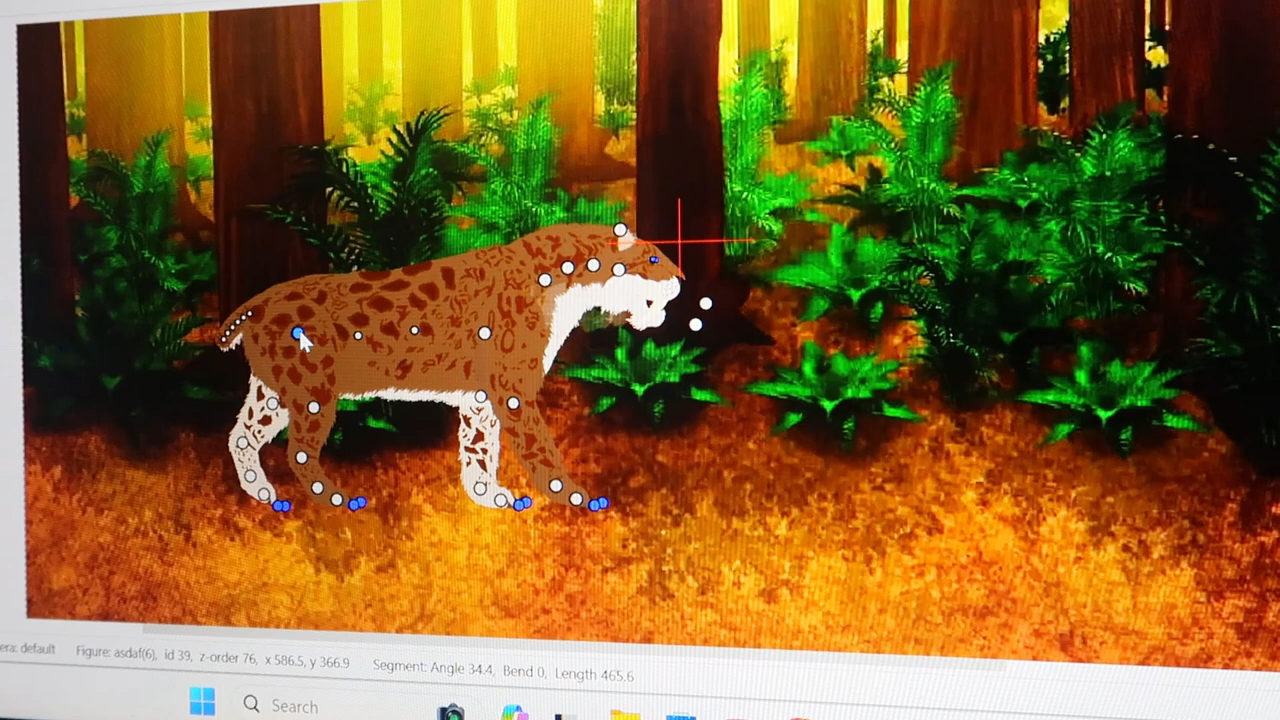 era: default Figure: asdaf(6), id 39, z-order 76, x 586.5, y 366.9 Segment: Angle 34.4, Bend 0, Length 465.6
Search